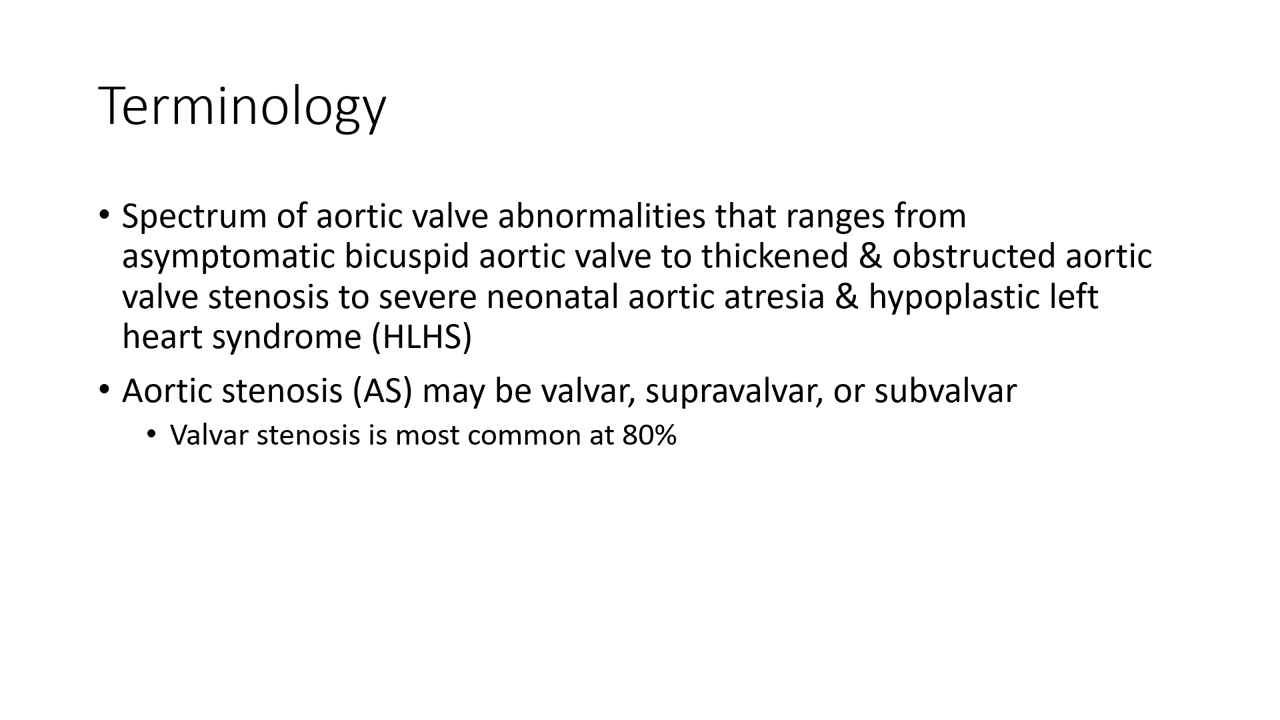 Terminology
• Spectrum of aortic valve abnormalities that ranges from
asymptomatic bicuspid aortic valve to thickened & obstructed aortic
valve stenosis to severe neonatal aortic atresia & hypoplastic left
heart syndrome (HLHS)
• Aortic stenosis (AS) may be valvar, supravalvar, or subvalvar
• Valvar stenosis is most common at 80%